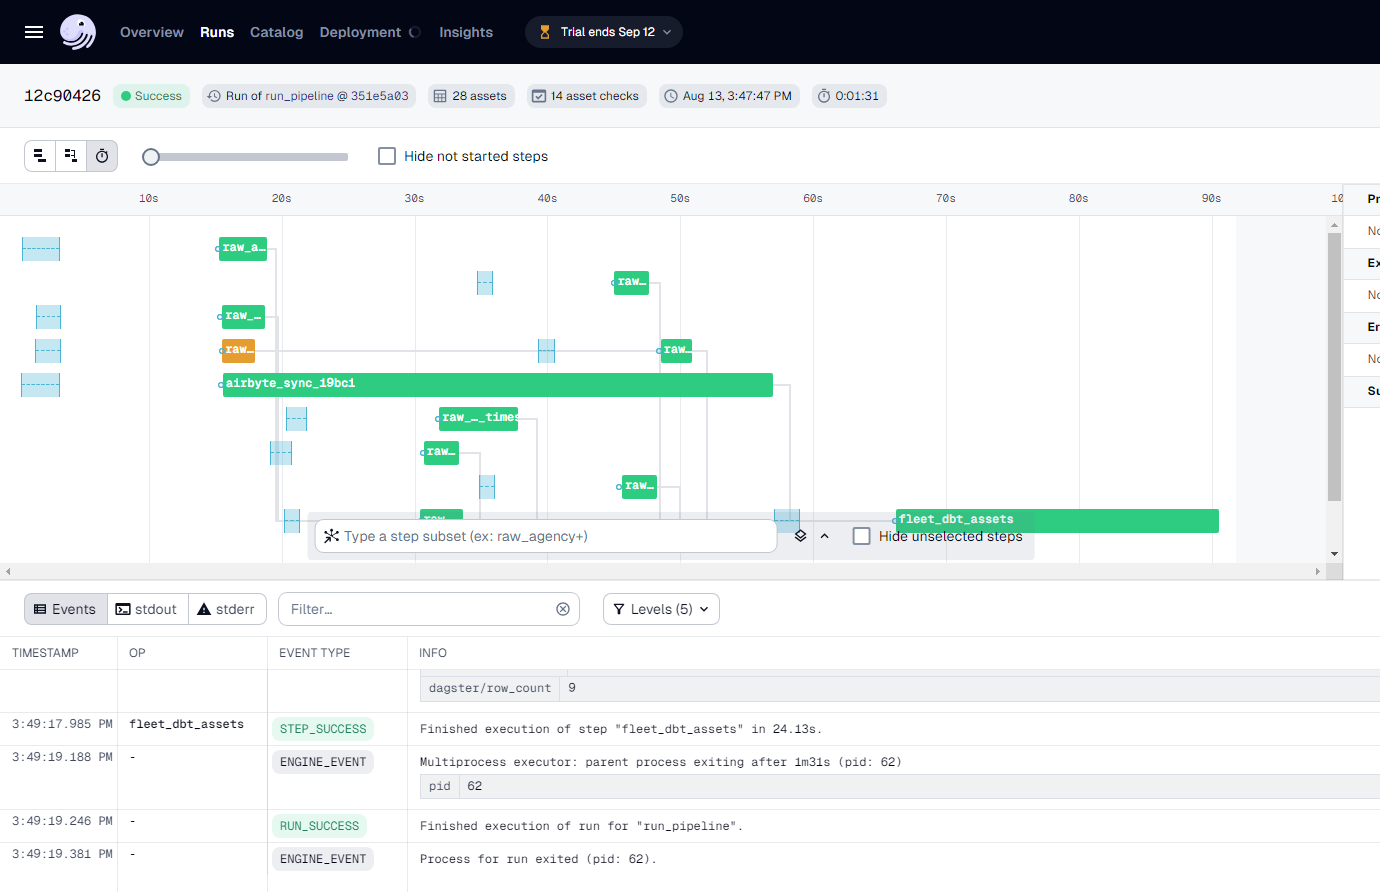 Overview Runs Catalog Deployment Insights Trial ends Sep 12
12c90426 Success Run of run_pipeline @ 351e5a03 28 assets 14 asset checks Aug 13, 3:47:47 PM 0:01:31
Hide not started steps
10s 20s 30s 40s 50s 60s 70s 80s 90s 10
Pr
raw_a…
No
Ex
raw…
No
raw_…
En
raw… raw…
No
airbyte_sync_19bc1
Su
raw_…_times
raw…
raw…
raw…
fleet_dbt_assets
Type a step subset (ex: raw_agency+) Hide unselected steps
Events stdout stderr Filter… Levels (5)
TIMESTAMP OP EVENT TYPE INFO
dagster/row_count 9
3:49:17.985 PM fleet_dbt_assets STEP_SUCCESS Finished execution of step "fleet_dbt_assets" in 24.13s.
3:49:19.188 PM - ENGINE_EVENT Multiprocess executor: parent process exiting after 1m31s (pid: 62)
pid 62
3:49:19.246 PM - RUN_SUCCESS Finished execution of run for "run_pipeline".
3:49:19.381 PM - ENGINE_EVENT Process for run exited (pid: 62).